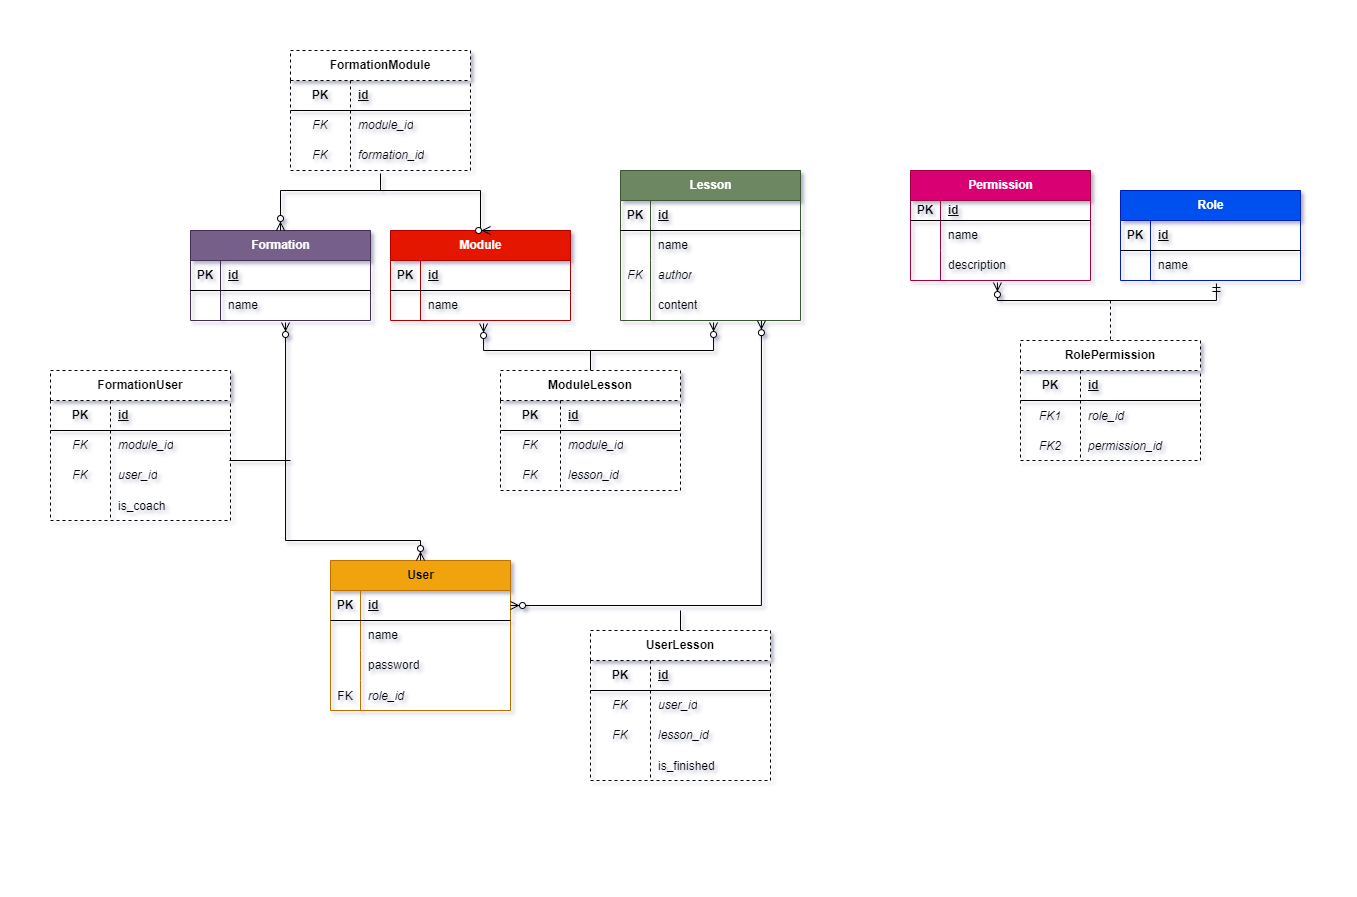 FormationModule
PK id
FK module_id
FK formation_id
Formation
PK id
name
Module
PK id
name
Lesson
PK id
name
FK author
content
Permission
PK id
name
description
Role
PK id
name
FormationUser
PK id
FK module_id
FK user_id
is_coach
ModuleLesson
PK id
FK module_id
FK lesson_id
RolePermission
PK id
FK1 role_id
FK2 permission_id
User
PK id
name
password
FK role_id
UserLesson
PK id
FK user_id
FK lesson_id
is_finished